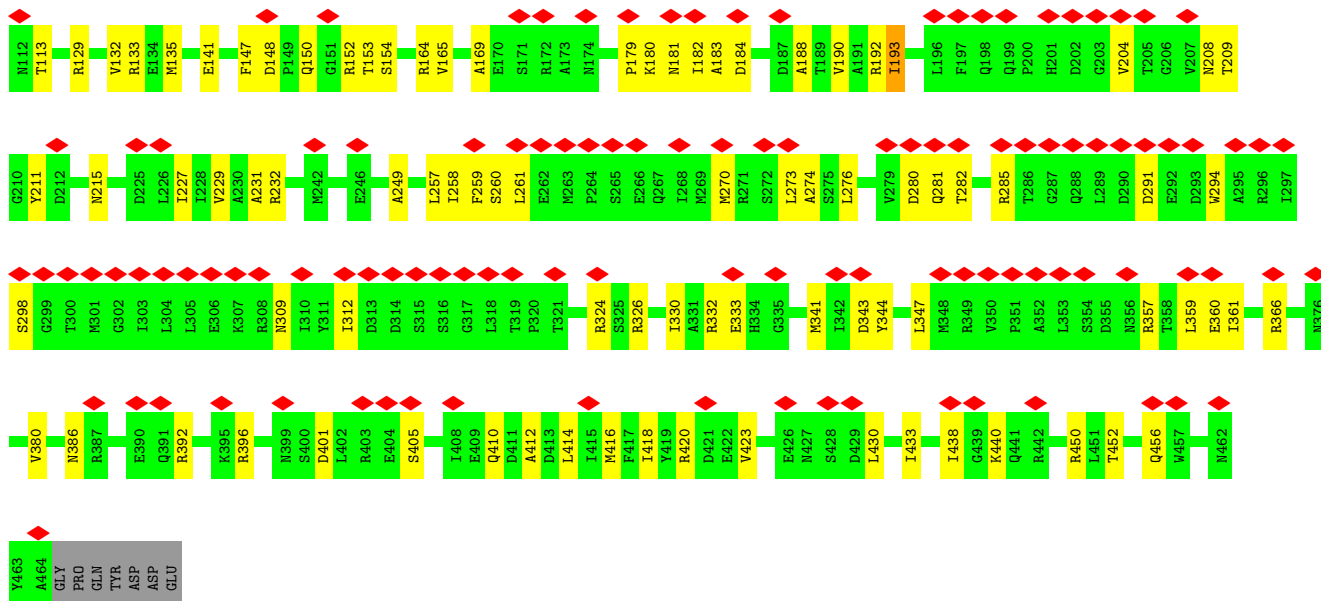 N112 T113 R129 V132 R133 E134 M135 E141 F147 D148 P149 Q150 G151 R152 T153 S154 R164 V165 A169 E170 S171 R172 A173 N174 P179 K180 N181 I182 A183 D184 D187 A188 T189 V190 A191 R192 I193 L196 F197 Q198 Q199 P200 H201 D202 G203 V204 T205 G206 V207 N208 T209
G210 Y211 D212 N215 D225 L226 I227 I228 V229 A230 A231 R232 M242 E246 A249 L257 I258 F259 S260 L261 E262 M263 P264 S265 E266 Q267 I268 M269 M270 R271 S272 L273 A274 S275 L276 V279 D280 Q281 T282 R285 T286 G287 Q288 L289 D290 D291 E292 D293 W294 A295 R296 I297
S298 G299 T300 M301 G302 I303 L304 L305 E306 K307 R308 N309 I310 Y311 I312 D313 D314 S315 S316 G317 L318 T319 P320 T321 R324 S325 R326 I330 A331 R332 E333 H334 G335 M341 I342 D343 Y344 L347 M348 R349 V350 P351 A352 L353 S354 D355 N356 R357 T358 L359 E360 I361 R366 N376
V380 N386 R387 E390 Q391 R392 K395 R396 N399 S400 D401 L402 R403 E404 S405 I408 E409 Q410 D411 A412 D413 L414 I415 M416 F417 I418 Y419 R420 D421 E422 V423 E426 N427 S428 D429 L430 I433 I438 G439 K440 Q441 R442 R450 L451 T452 Q456 W457 N462
Y463 A464 GLY PRO GLN TYR ASP ASP GLU